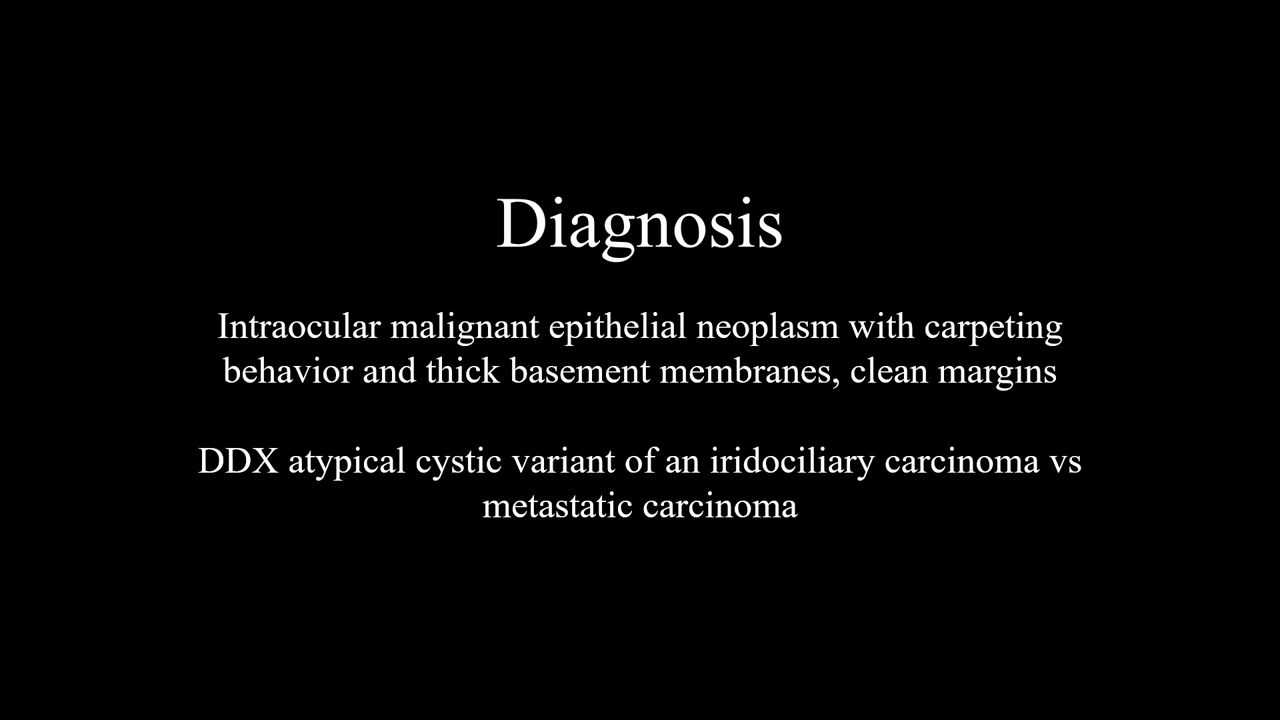 Diagnosis
Intraocular malignant epithelial neoplasm with carpeting
behavior and thick basement membranes, clean margins
DDX atypical cystic variant of an iridociliary carcinoma vs
metastatic carcinoma